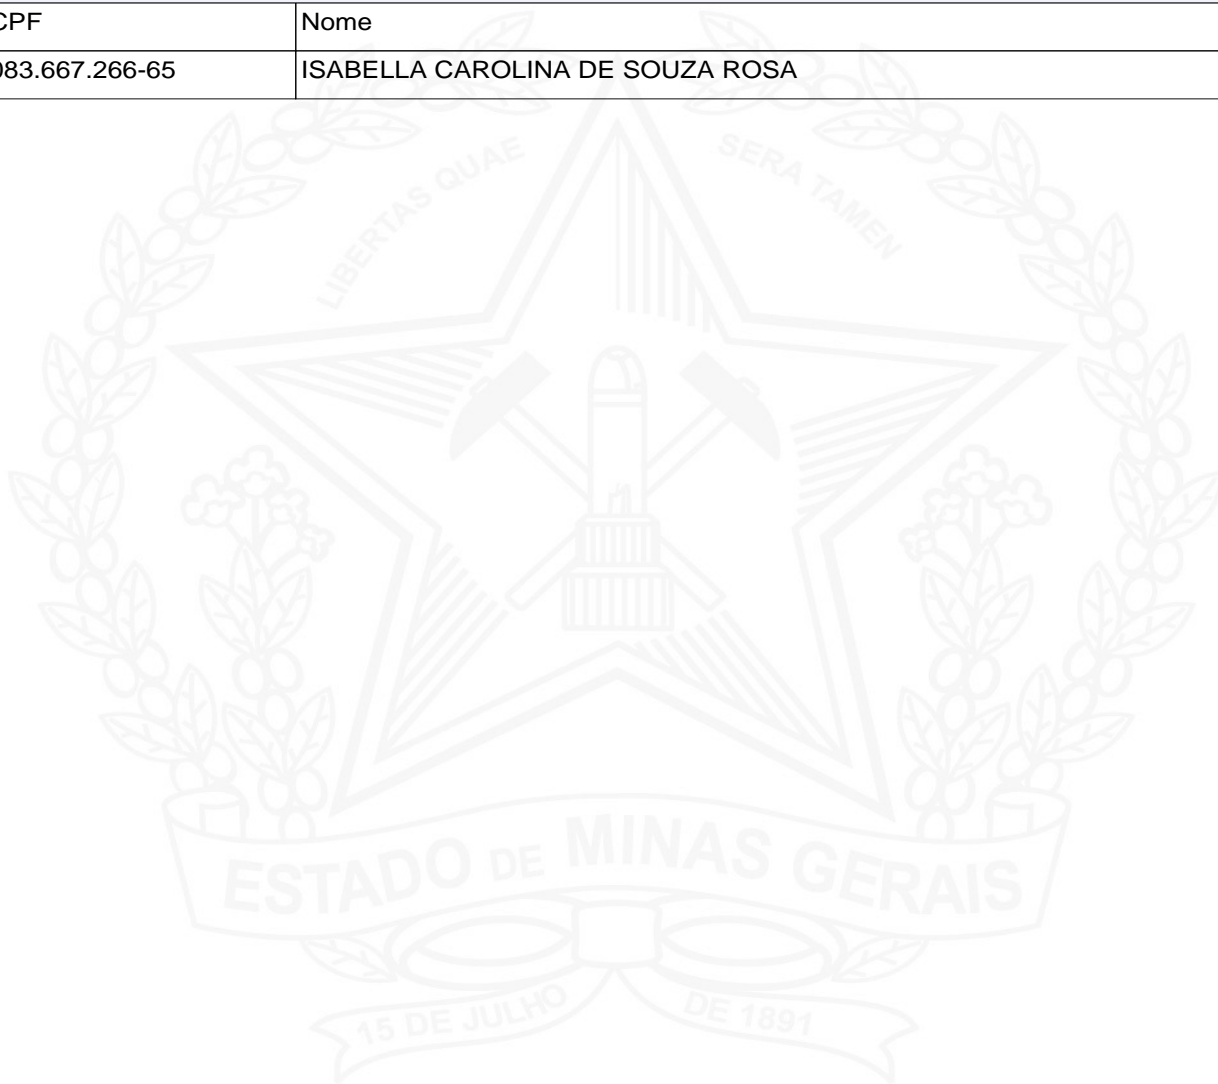 CPF Nome
083.667.266-65 ISABELLA CAROLINA DE SOUZA ROSA
LIBERTAS QUAE SERA TAMEN
ESTADO DE MINAS GERAIS
15 DE JULHO DE 1891